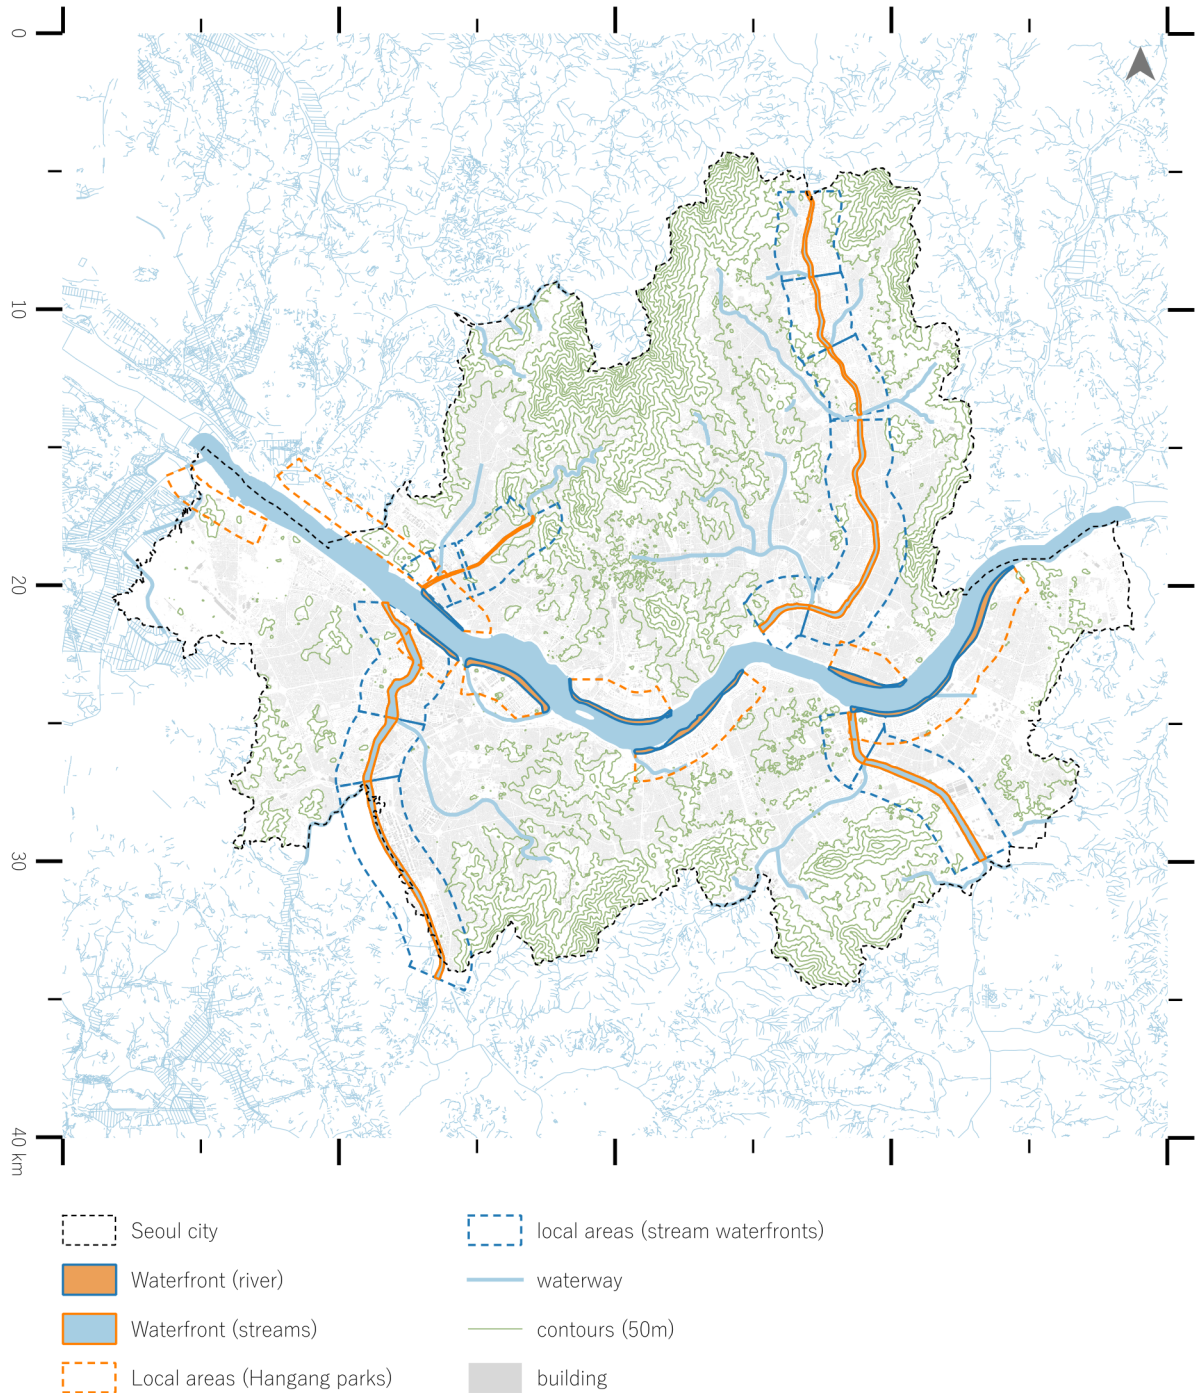 0
10
20
30
40 km
Seoul city
Waterfront (river)
Waterfront (streams)
Local areas (Hangang parks)
local areas (stream waterfronts)
waterway
contours (50m)
building